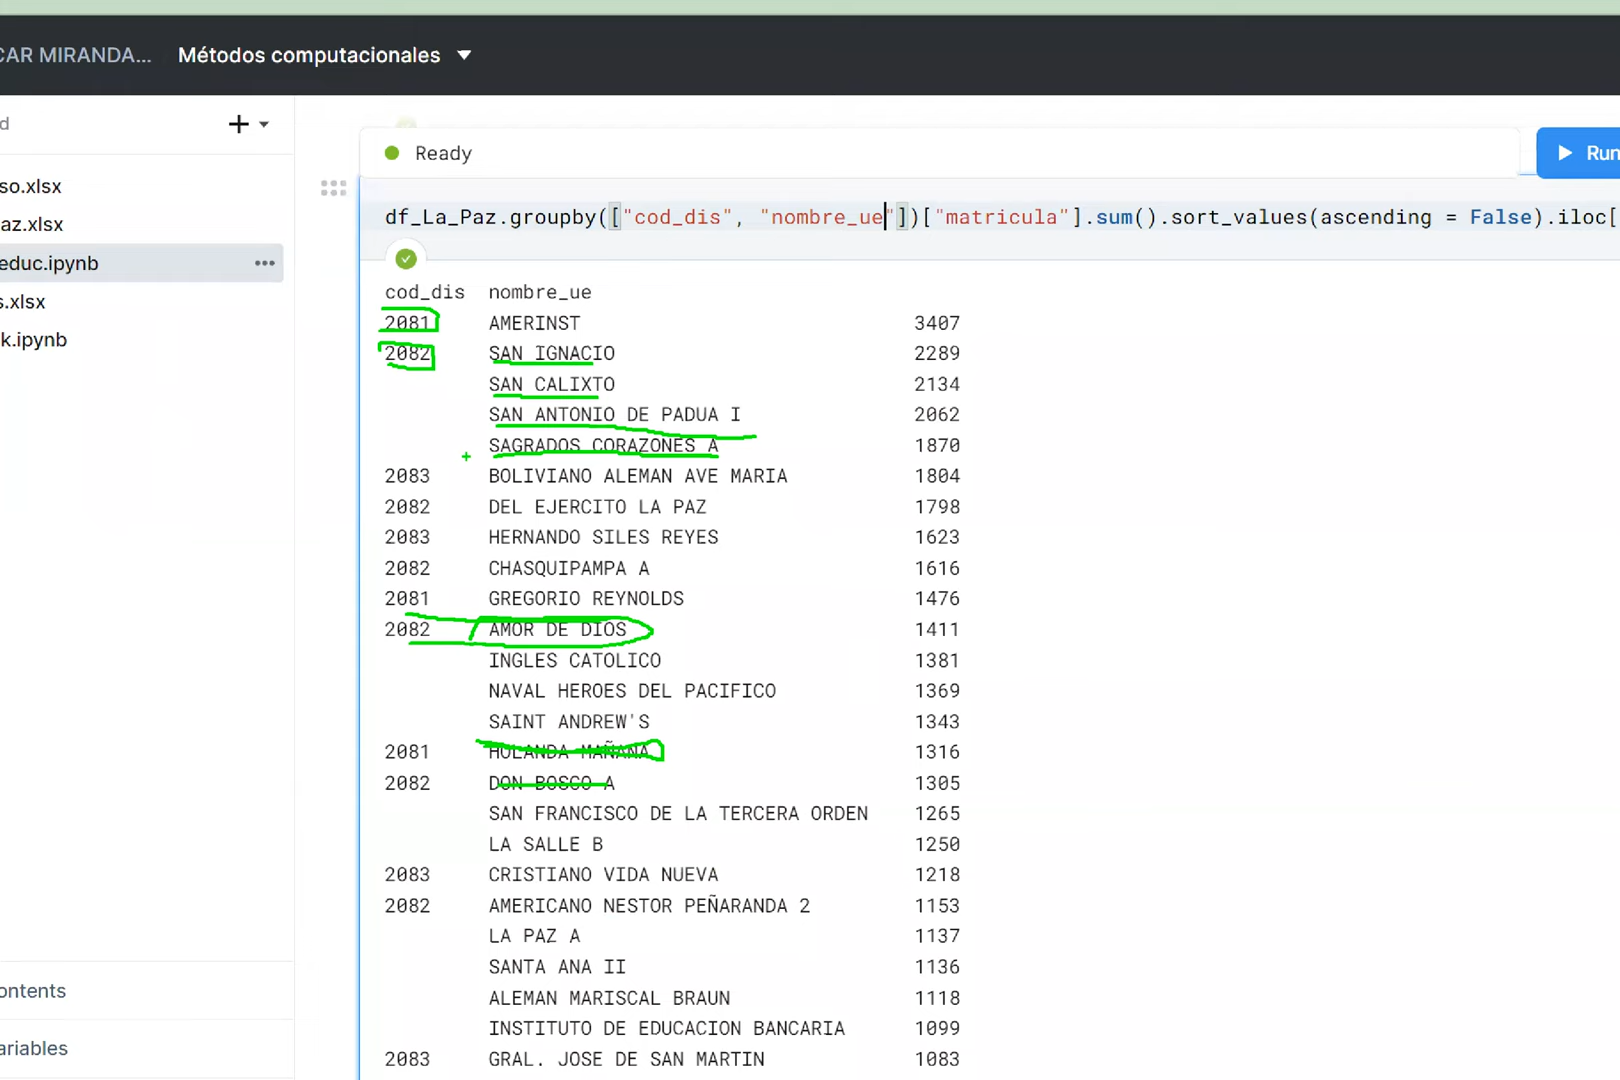 CAR MIRANDA... Métodos computacionales
d
so.xlsx
az.xlsx
educ.ipynb
s.xlsx
k.ipynb
ontents
ariables
Ready
Run
df_La_Paz.groupby(["cod_dis", "nombre_ue"])["matricula"].sum().sort_values(ascending = False).iloc[
cod_dis nombre_ue
2081 AMERINST 3407
2082 SAN IGNACIO 2289
SAN CALIXTO 2134
SAN ANTONIO DE PADUA I 2062
SAGRADOS CORAZONES A 1870
2083 BOLIVIANO ALEMAN AVE MARIA 1804
2082 DEL EJERCITO LA PAZ 1798
2083 HERNANDO SILES REYES 1623
2082 CHASQUIPAMPA A 1616
2081 GREGORIO REYNOLDS 1476
2082 AMOR DE DIOS 1411
INGLES CATOLICO 1381
NAVAL HEROES DEL PACIFICO 1369
SAINT ANDREW'S 1343
2081 HOLANDA MAÑANA 1316
2082 DON BOSCO A 1305
SAN FRANCISCO DE LA TERCERA ORDEN 1265
LA SALLE B 1250
2083 CRISTIANO VIDA NUEVA 1218
2082 AMERICANO NESTOR PEÑARANDA 2 1153
LA PAZ A 1137
SANTA ANA II 1136
ALEMAN MARISCAL BRAUN 1118
INSTITUTO DE EDUCACION BANCARIA 1099
2083 GRAL. JOSE DE SAN MARTIN 1083